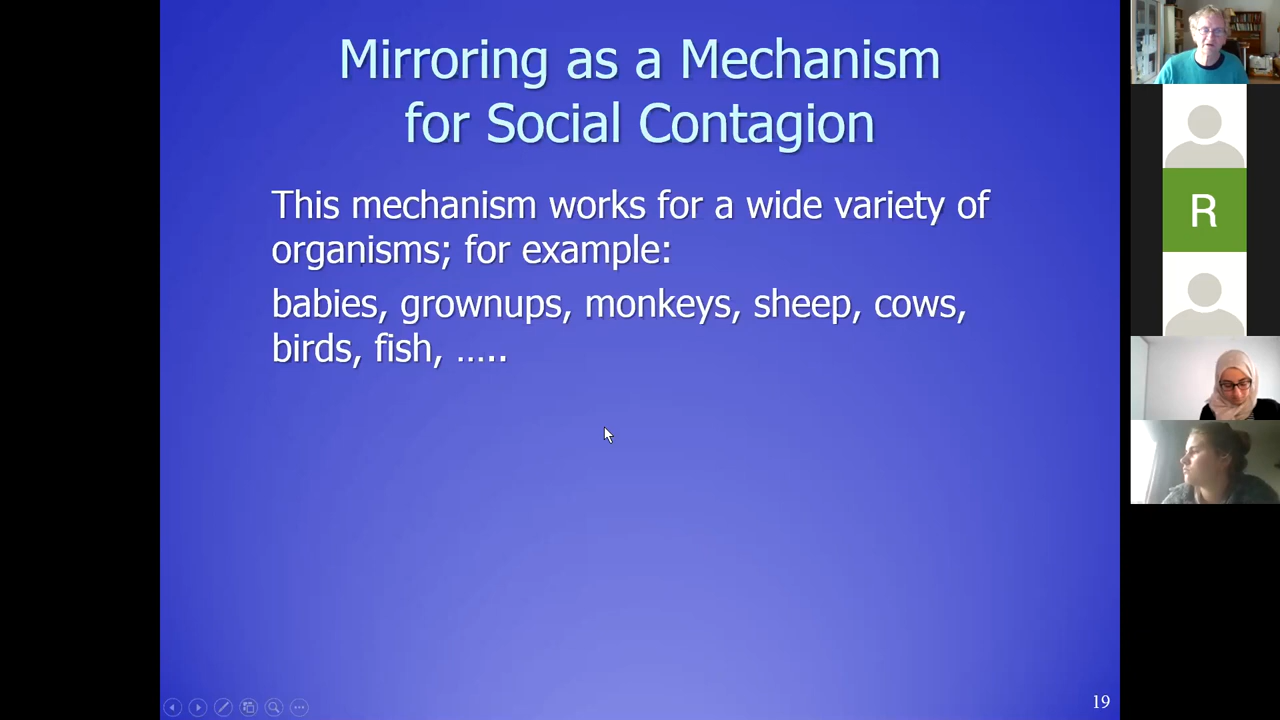 Mirroring as a Mechanism
for Social Contagion
This mechanism works for a wide variety of
organisms; for example:
babies, grownups, monkeys, sheep, cows,
birds, fish, …..
R
19